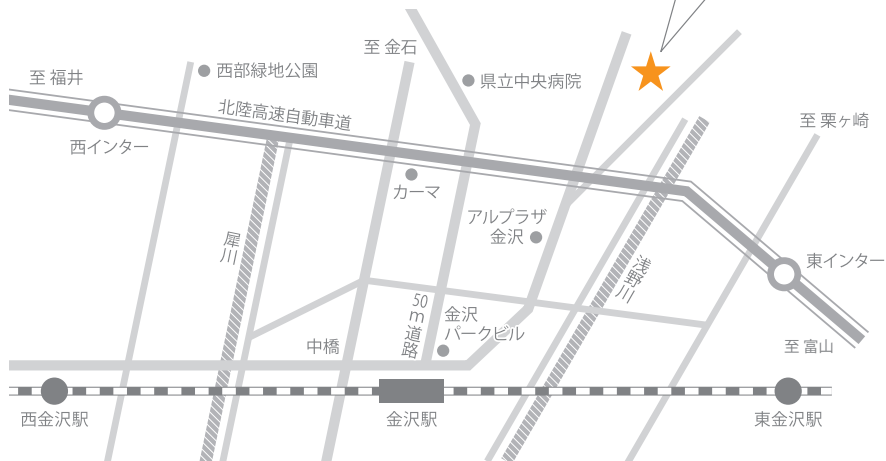 至 金石
西部緑地公園
至 福井
県立中央病院
北陸高速自動車道
至 栗ヶ崎
西インター
カーマ
アルプラザ
金沢
犀川
浅野川
東インター
50m道路
金沢
パークビル
中橋
至 富山
西金沢駅
金沢駅
東金沢駅